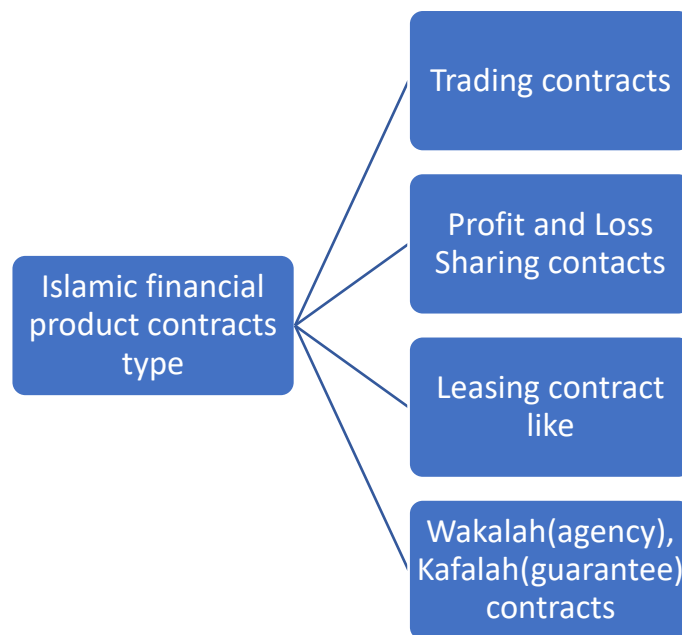 Trading contracts
Profit and Loss
Sharing contacts
Islamic financial
product contracts
type
Leasing contract
like
Wakalah(agency),
Kafalah(guarantee)
contracts